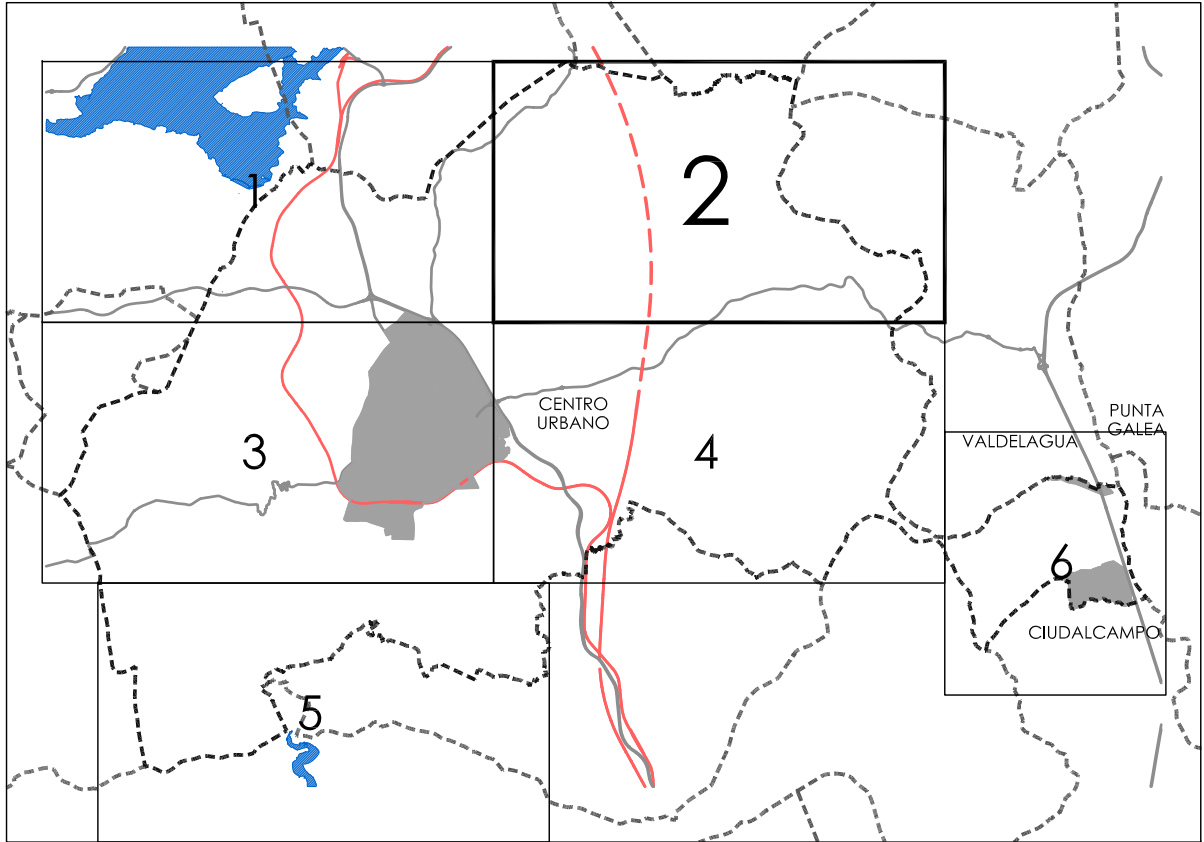 1
2
CENTRO
URBANO
PUNTA
GALEA
VALDELAGUA
3
4
6
CIUDALCAMPO
5